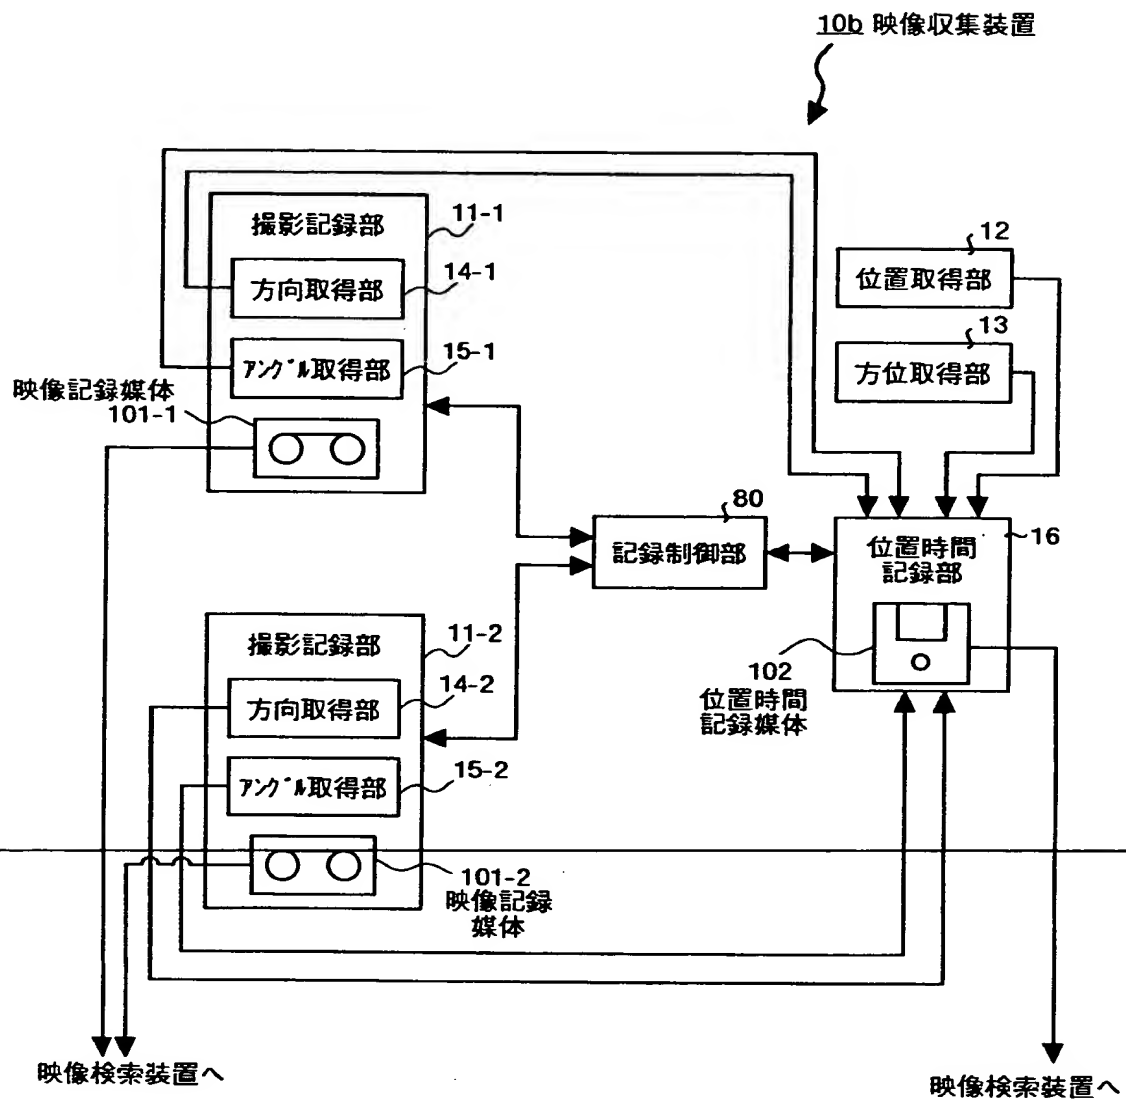 10b 映像収集装置
撮影記録部
11-1
方向取得部
14-1
アングル取得部
15-1
映像記録媒体
101-1
12
位置取得部
13
方位取得部
80
記録制御部
16
位置時間
記録部
102
位置時間
記録媒体
撮影記録部
11-2
方向取得部
14-2
アングル取得部
15-2
101-2
映像記録
媒体
映像検索装置へ
映像検索装置へ